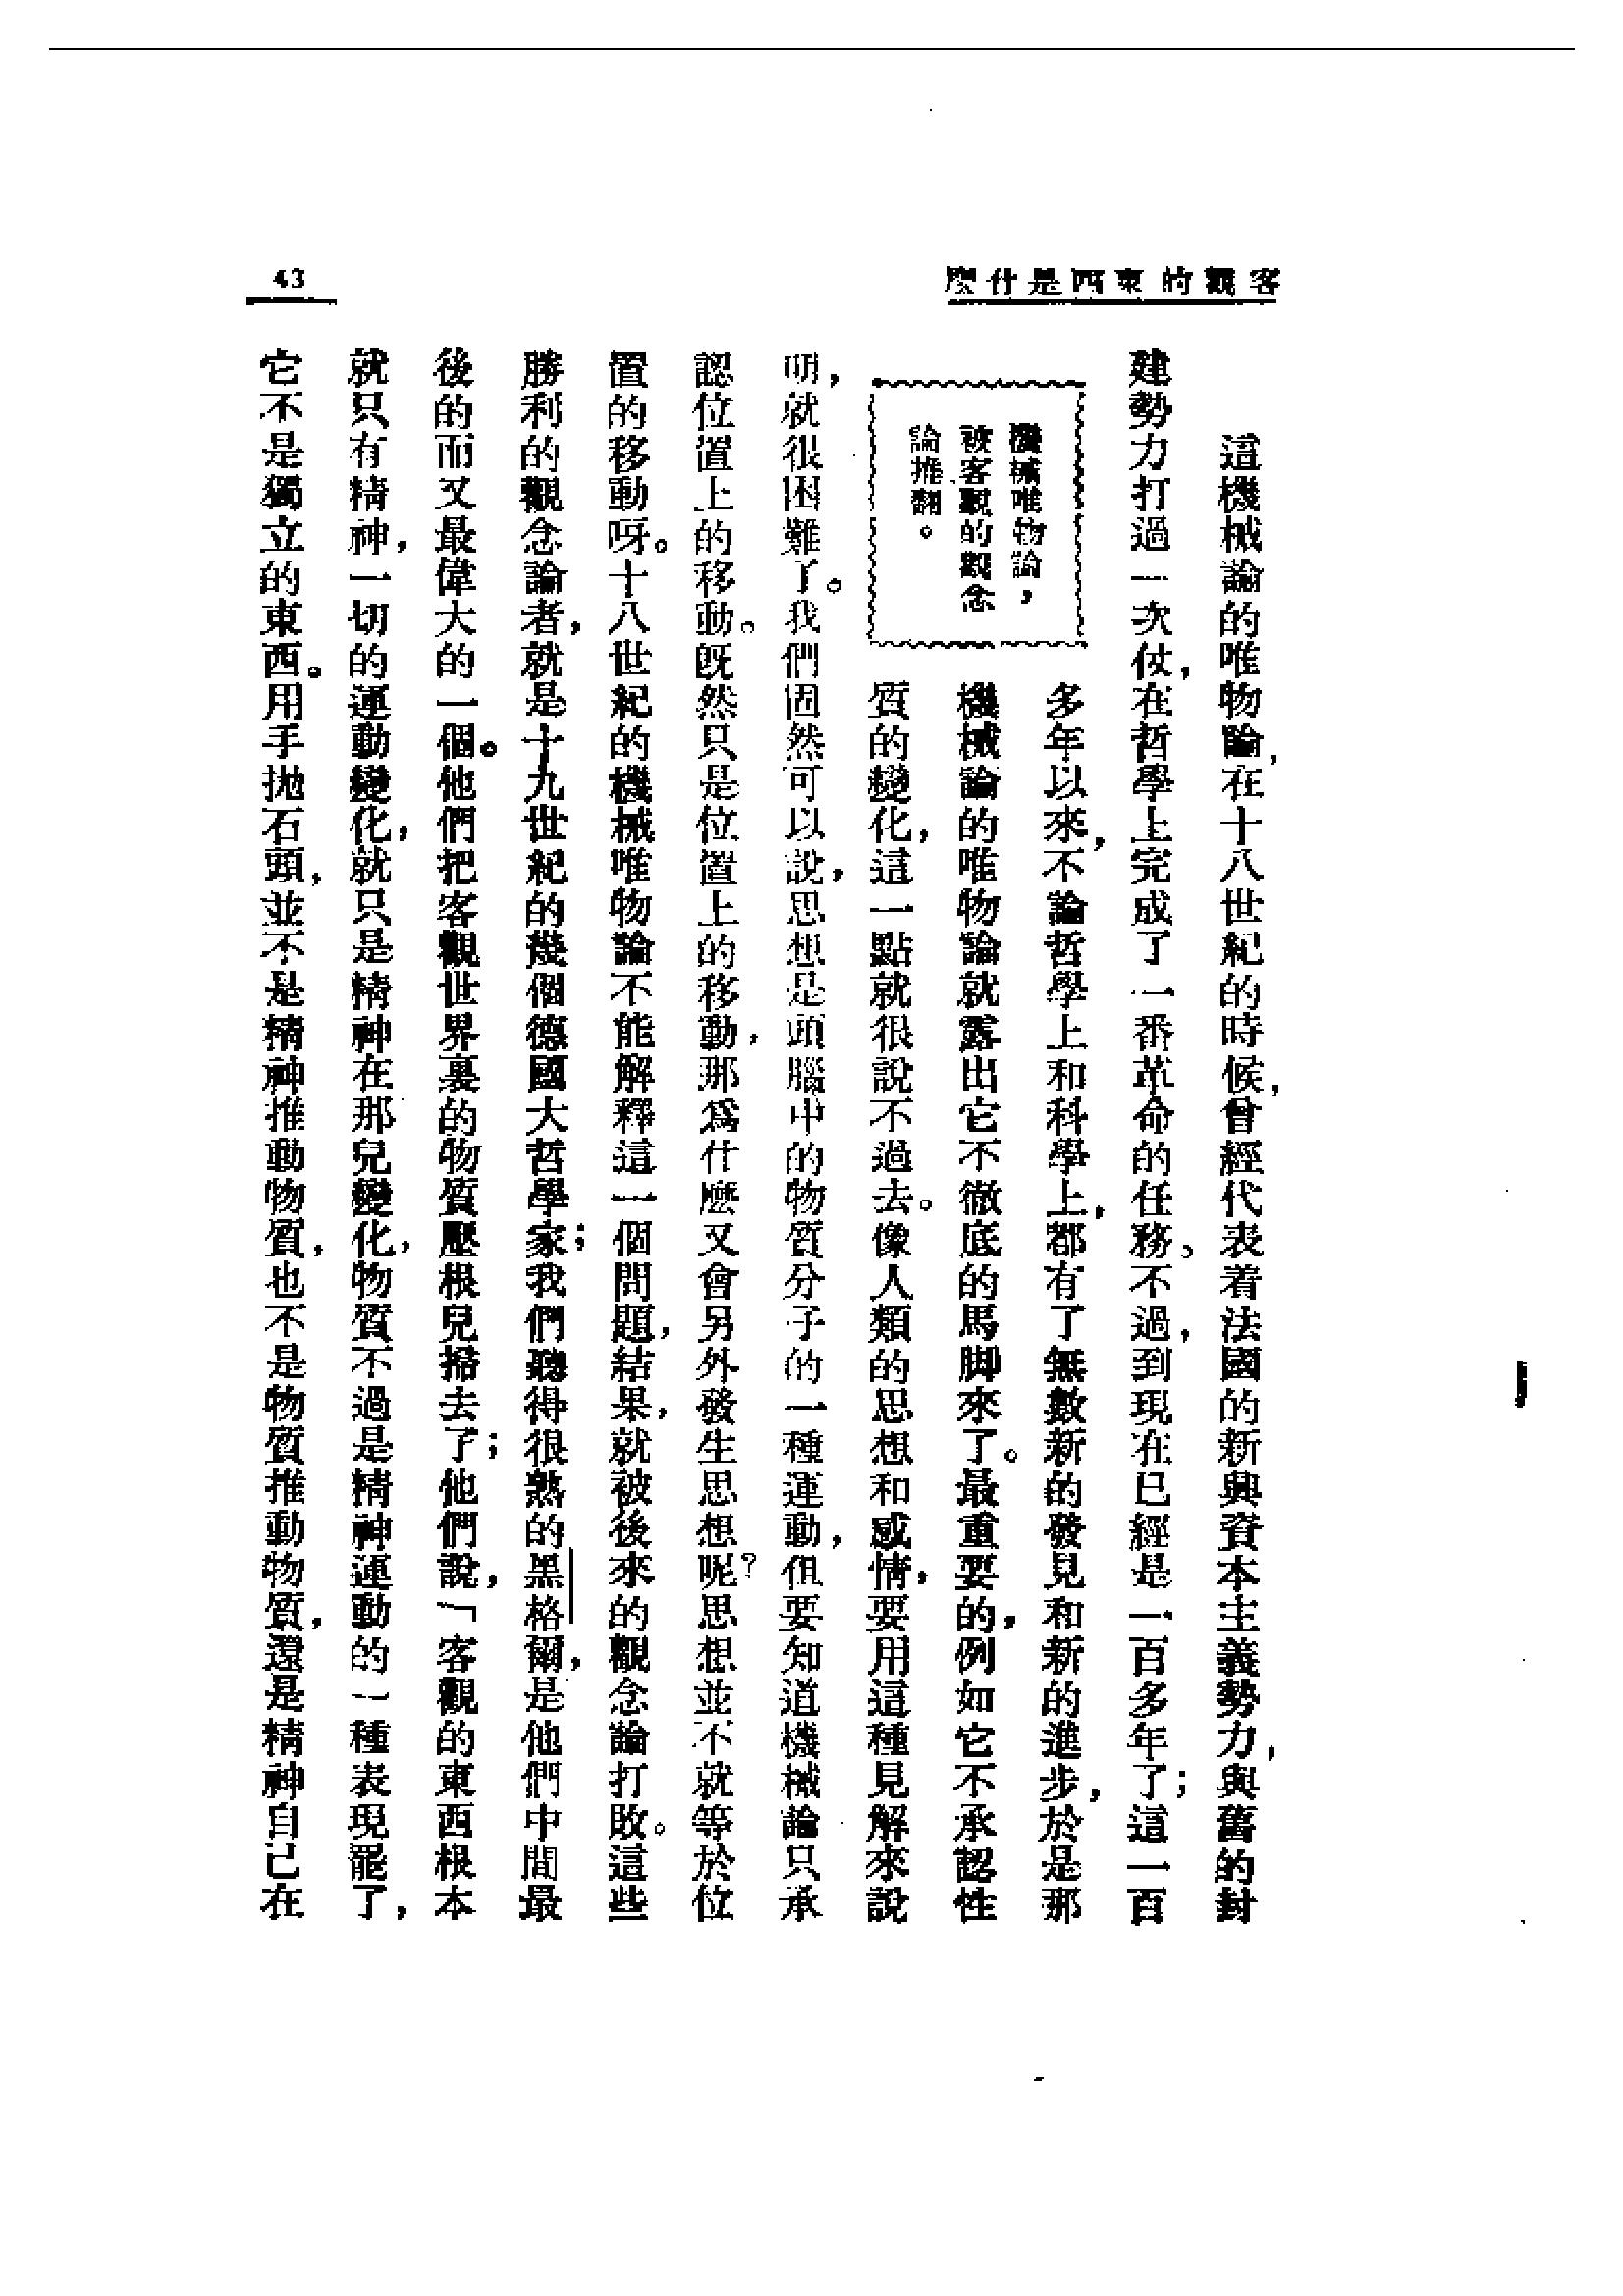 客觀的東西是什麼
43
這機械論的唯物論，在十八世紀的時候，曾經代表着法國的新興資本主義勢力，與舊的封
建勢力打過一次仗，在哲學上完成了一番革命的任務。不過，到現在已經是一百多年了；這一百
機械唯物論，
被客觀的觀念
論推翻。
多年以來，不論哲學上和科學上，都有了無數新的發見和新的進步，於是那
機械論的唯物論就露出它不徹底的馬脚來了。最重要的，例如它不承認性
質的變化，這一點就很說不過去。像人類的思想和感情，要用這種見解來說
明，就很困難了。我們固然可以說，思想是頭腦中的物質分子的一種運動，但要知道機械論只承
認位置上的移動。旣然只是位置上的移動，那爲什麼又會另外發生思想呢？思想並不就等於位
置的移動呀。十八世紀的機械唯物論不能解釋這一個問題，結果，就被後來的觀念論打敗。這些
勝利的觀念論者，就是十九世紀的幾個德國大哲學家；我們聽得很熟的黑格爾，是他們中間最
後的而又最偉大的一個。他們把客觀世界裏的物質壓根兒掃去了；他們說，「客觀的東西根本
就只有精神，一切的運動變化，就只是精神在那兒變化，物質不過是精神運動的一種表現罷了，
它不是獨立的東西。用手拋石頭，並不是精神推動物質，也不是物質推動物質，還是精神自己在